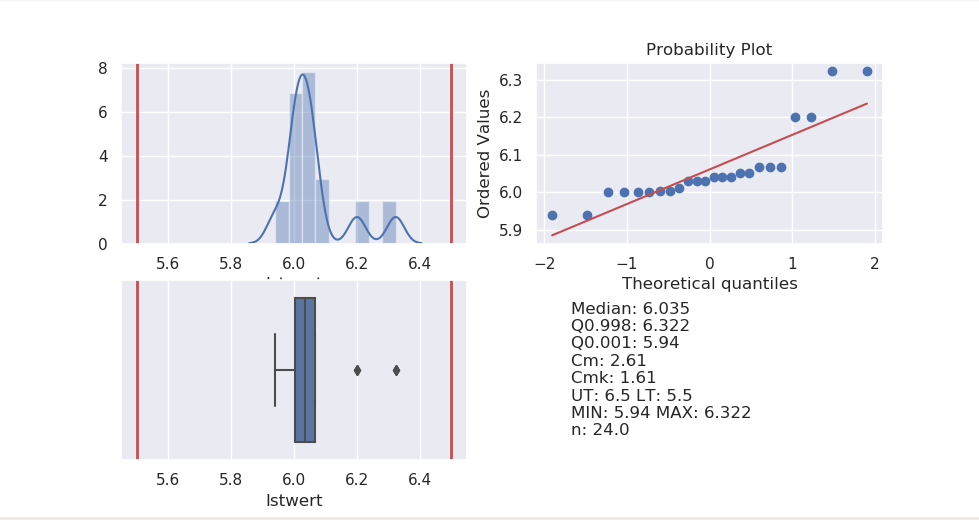 8
6
4
2
0
5.6 5.8 6.0 6.2 6.4
Probability Plot
Ordered Values
6.3
6.2
6.1
6.0
5.9
−2 −1 0 1 2
Theoretical quantiles
5.6 5.8 6.0 6.2 6.4
Istwert
Median: 6.035
Q0.998: 6.322
Q0.001: 5.94
Cm: 2.61
Cmk: 1.61
UT: 6.5 LT: 5.5
MIN: 5.94 MAX: 6.322
n: 24.0